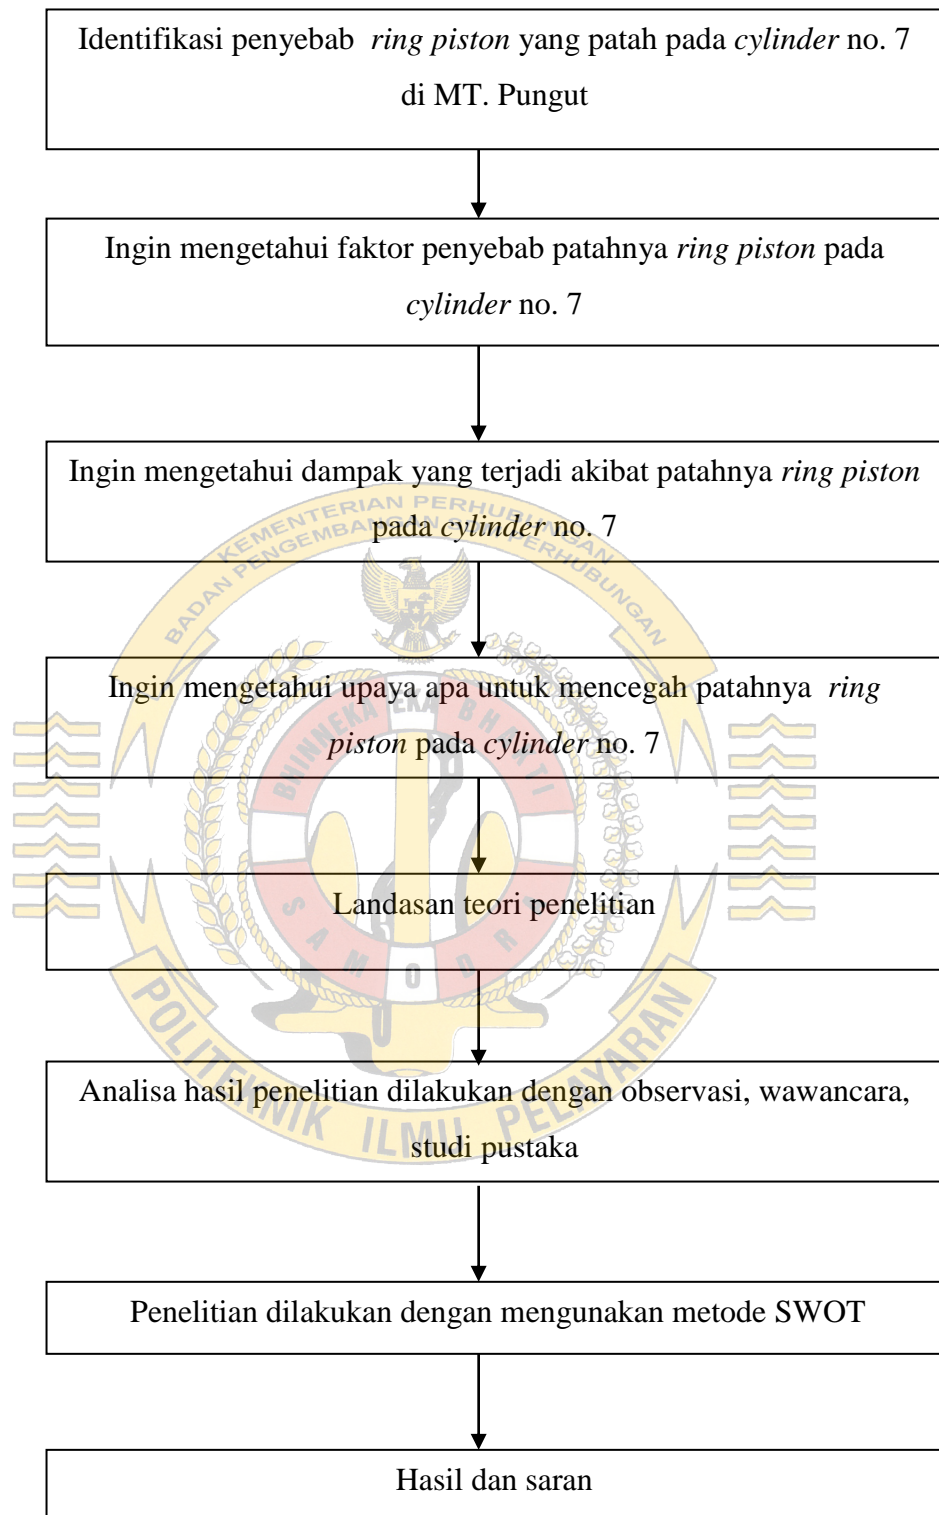 Identifikasi penyebab ring piston yang patah pada cylinder no. 7
di MT. Pungut
Ingin mengetahui faktor penyebab patahnya ring piston pada
cylinder no. 7
Ingin mengetahui dampak yang terjadi akibat patahnya ring piston
pada cylinder no. 7
KEMENTERIAN PERHUBUNGAN
BADAN PENGEMBANGAN SDM PERHUBUNGAN
Ingin mengetahui upaya apa untuk mencegah patahnya ring
piston pada cylinder no. 7
BHINNEKA EKA BHAKTI
Landasan teori penelitian
SAMODRA
Analisa hasil penelitian dilakukan dengan observasi, wawancara,
studi pustaka
POLITEKNIK ILMU PELAYARAN
Penelitian dilakukan dengan mengunakan metode SWOT
Hasil dan saran